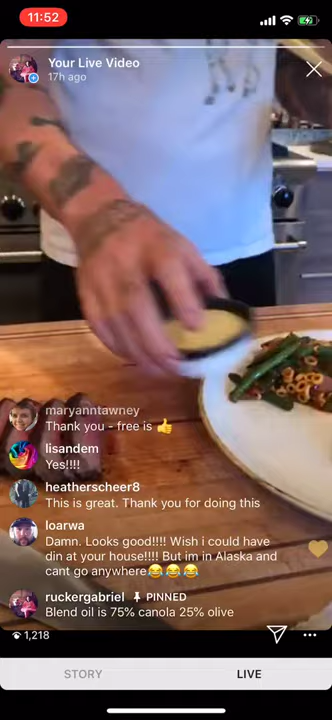 11:52
Your Live Video
17h ago
maryanntawney
Thank you - free is 👍
lisandem
Yes!!!!
heatherscheer8
This is great. Thank you for doing this
loarwa
Damn. Looks good!!!! Wish i could have
din at your house!!!! But im in Alaska and
cant go anywhere😂😂😂
ruckergabriel PINNED
Blend oil is 75% canola 25% olive
1,218
STORY LIVE